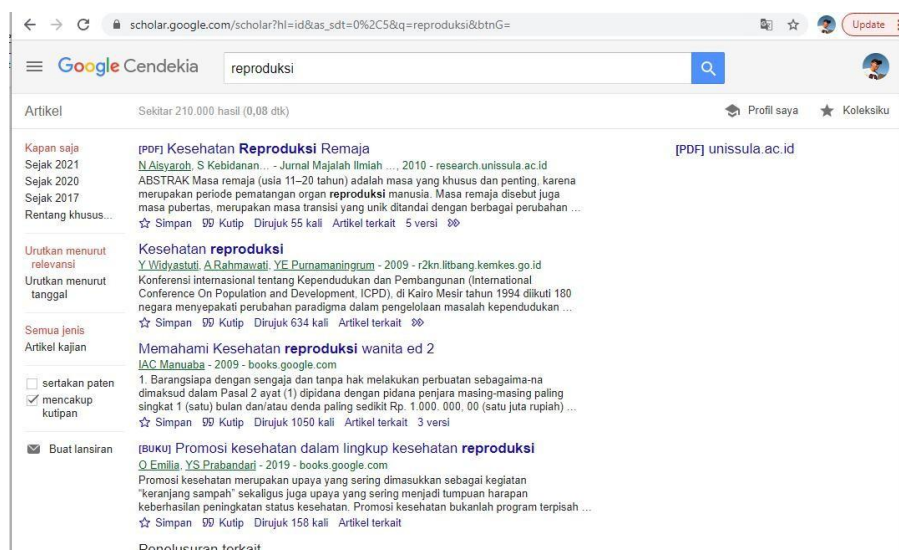 scholar.google.com/scholar?hl=id&as_sdt=0%2C5&q=reproduksi&btnG=
Update
Google Cendekia
reproduksi
Artikel
Sekitar 210.000 hasil (0,08 dtk)
Profil saya
Koleksiku
Kapan saja
Sejak 2021
Sejak 2020
Sejak 2017
Rentang khusus...
Urutkan menurut
relevansi
Urutkan menurut
tanggal
Semua jenis
Artikel kajian
sertakan paten
mencakup
kutipan
Buat lansiran
[PDF] Kesehatan Reproduksi Remaja
N Aisyaroh, S Kebidanan... - Jurnal Majalah Ilmiah ..., 2010 - research.unissula.ac.id
ABSTRAK Masa remaja (usia 11–20 tahun) adalah masa yang khusus dan penting, karena
merupakan periode pematangan organ reproduksi manusia. Masa remaja disebut juga
masa pubertas, merupakan masa transisi yang unik ditandai dengan berbagai perubahan ...
Simpan Kutip Dirujuk 55 kali Artikel terkait 5 versi
[PDF] unissula.ac.id
Kesehatan reproduksi
Y Widyastuti, A Rahmawati, YE Purnamaningrum - 2009 - r2kn.litbang.kemkes.go.id
Konferensi internasional tentang Kependudukan dan Pembangunan (International
Conference On Population and Development, ICPD), di Kairo Mesir tahun 1994 diikuti 180
negara menyepakati perubahan paradigma dalam pengelolaan masalah kependudukan ...
Simpan Kutip Dirujuk 634 kali Artikel terkait
Memahami Kesehatan reproduksi wanita ed 2
IAC Manuaba - 2009 - books.google.com
1. Barangsiapa dengan sengaja dan tanpa hak melakukan perbuatan sebagaima-na
dimaksud dalam Pasal 2 ayat (1) dipidana dengan pidana penjara masing-masing paling
singkat 1 (satu) bulan dan/atau denda paling sedikit Rp. 1.000. 000, 00 (satu juta rupiah) ...
Simpan Kutip Dirujuk 1050 kali Artikel terkait 3 versi
[BUKU] Promosi kesehatan dalam lingkup kesehatan reproduksi
O Emilia, YS Prabandari - 2019 - books.google.com
Promosi kesehatan merupakan upaya yang sering dimasukkan sebagai kegiatan
"keranjang sampah" sekaligus juga upaya yang sering menjadi tumpuan harapan
keberhasilan peningkatan status kesehatan. Promosi kesehatan bukanlah program terpisah ...
Simpan Kutip Dirujuk 158 kali Artikel terkait
Penelusuran terkait